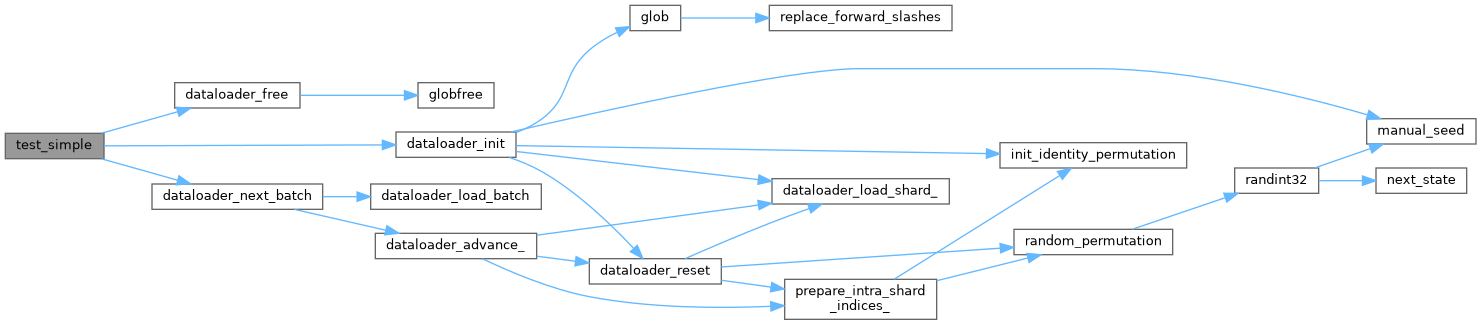 glob
replace_forward_slashes
dataloader_free
globfree
test_simple
dataloader_init
manual_seed
init_identity_permutation
dataloader_next_batch
dataloader_load_batch
dataloader_load_shard_
randint32
next_state
dataloader_advance_
random_permutation
dataloader_reset
prepare_intra_shard
_indices_